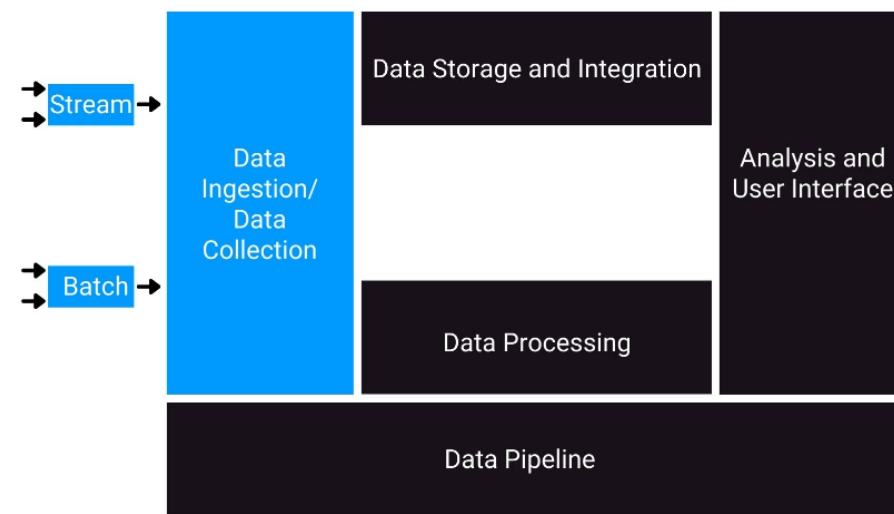 Stream
Batch
Data
Ingestion/
Data
Collection
Data Storage and Integration
Data Processing
Analysis and
User Interface
Data Pipeline